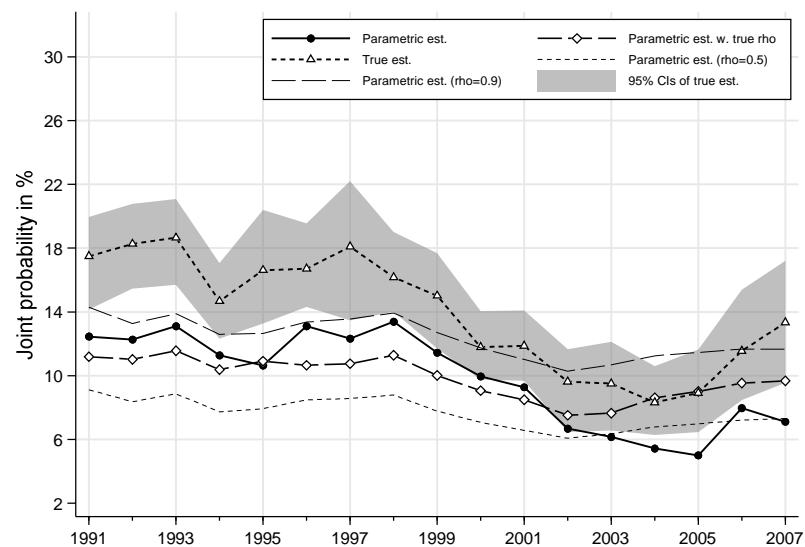 Parametric est.
Parametric est. w. true rho
True est.
Parametric est. (rho=0.5)
Parametric est. (rho=0.9)
95% CIs of true est.
Joint probability in %
30
26
22
18
14
10
6
2
1991 1993 1995 1997 1999 2001 2003 2005 2007